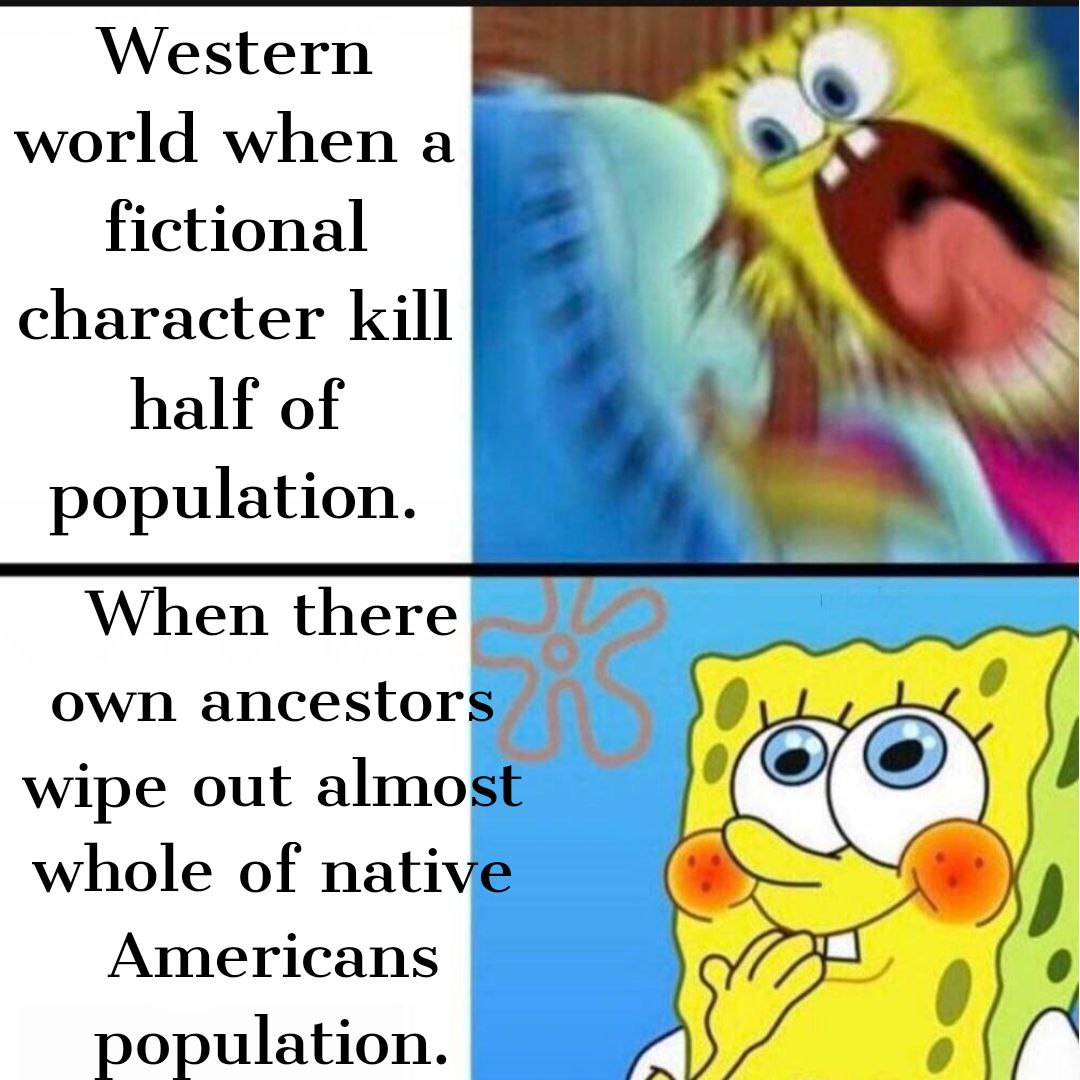 Western
world when a
fictional
character kill
half of
population.
When there
own ancestors
wipe out almost
whole of native
Americans
population.